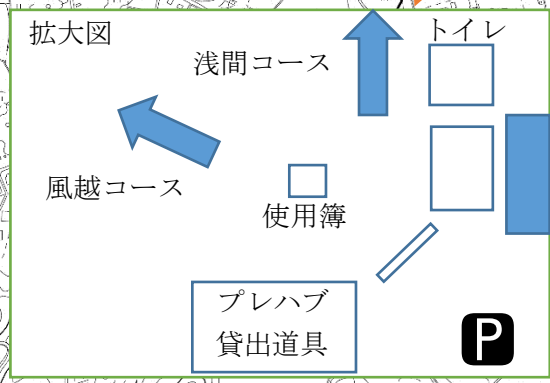 拡大図
トイレ
浅間コース
風越コース
使用簿
プレハブ
貸出道具
P